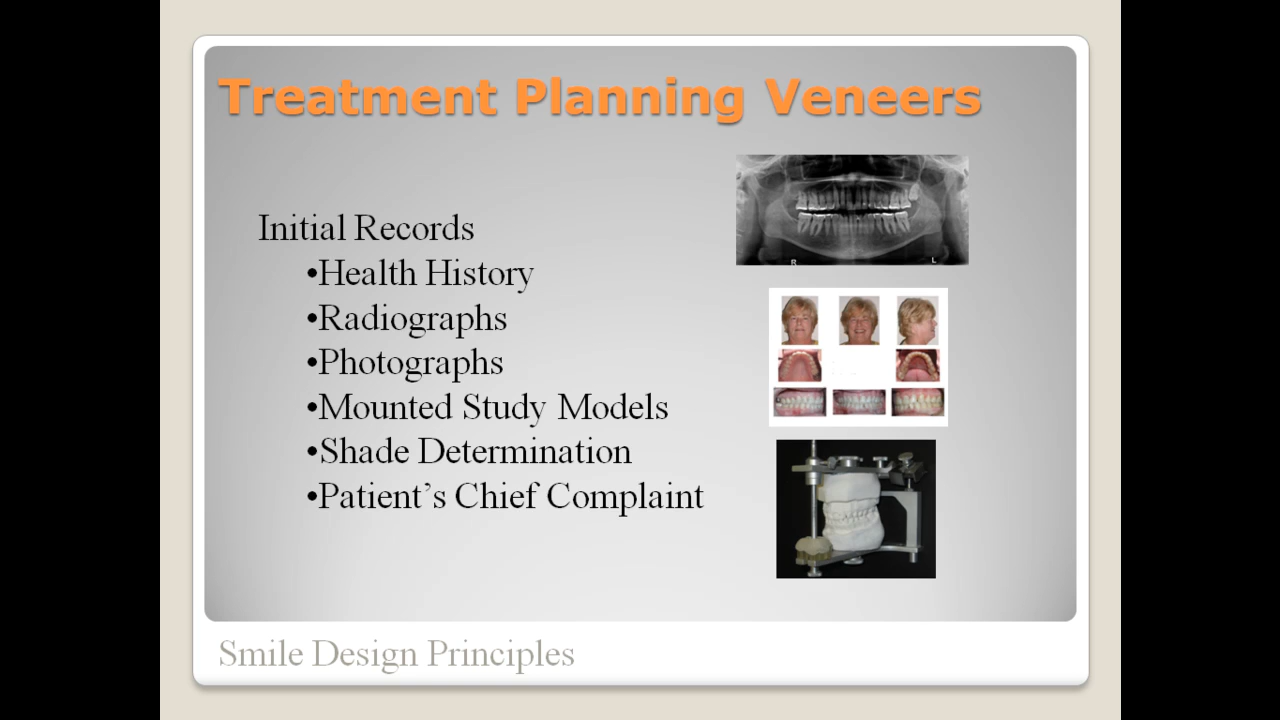 Treatment Planning Veneers
Initial Records
•Health History
•Radiographs
•Photographs
•Mounted Study Models
•Shade Determination
•Patient’s Chief Complaint
R
L
Smile Design Principles